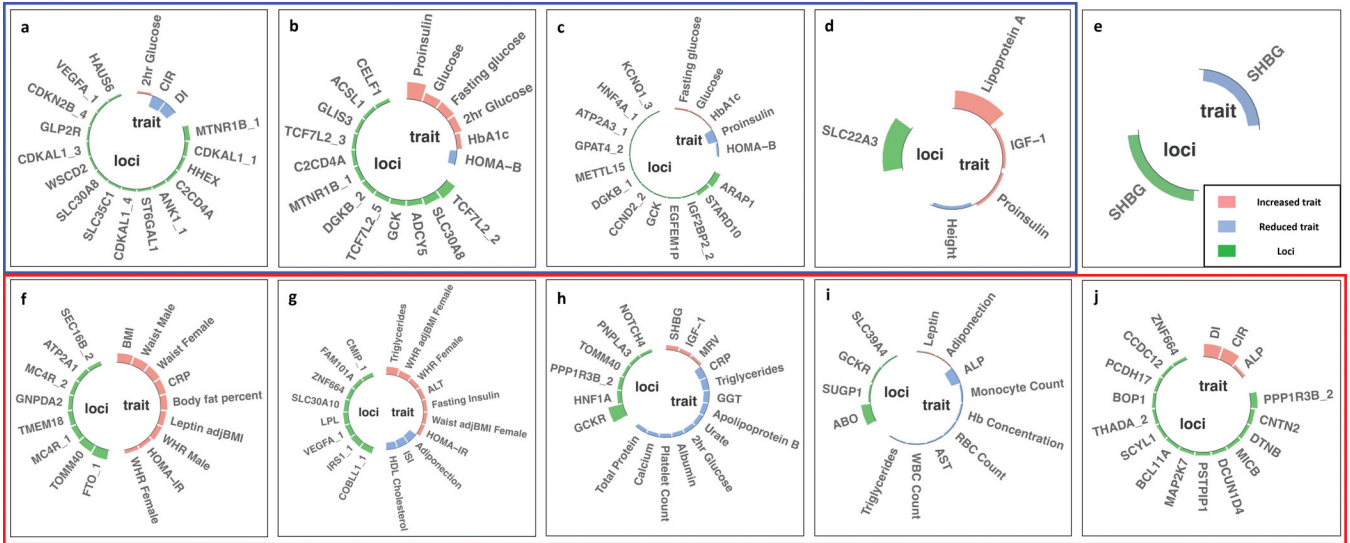 a
HAUS6
VEGFA_1
CDKN2B_4
GLP2R
CDKAL1_3
WSCD2
SLC30A8
SLC35C1
CDKAL1_4
ST6GAL1
ANK1_1
C2CD4A
HHEX
CDKAL1_1
MTNR1B_1
2hr Glucose
CIR
DI
trait
loci
b
CELF1
ACSL1
GLIS3
TCF7L2_3
C2CD4A
MTNR1B_1
DGKB_2
TCF7L2_5
GCK
ADCY5
SLC30A8
TCF7L2_2
Proinsulin
Glucose
Fasting glucose
2hr Glucose
HbA1c
HOMA−B
trait
loci
c
KCNQ1_3
HNF4A_1
ATP2A3_1
GPAT4_2
METTL15
DGKB_1
CCND2_2
GCK
EGFEM1P
IGF2BP2_2
STARD10
ARAP1
Fasting glucose
Glucose
HbA1c
Proinsulin
HOMA−B
trait
loci
d
SLC22A3
Lipoprotein A
IGF−1
Proinsulin
Height
loci
trait
e
SHBG
trait
loci
SHBG
Increased trait
Reduced trait
Loci
f
SEC16B_2
ATP2A1
MC4R_2
GNPDA2
TMEM18
MC4R_1
TOMM40
FTO_1
BMI
Waist Male
Waist Female
CRP
Body fat percent
Leptin adjBMI
WHR Male
HOMA−IR
WHR Female
loci
trait
g
CMIP_1
FAM101A
ZNF664
SLC30A10
LPL
VEGFA_1
IRS1_1
COBLL1_1
Triglycerides
WHR adjBMI Female
WHR Female
ALT
Fasting Insulin
Waist adjBMI Female
HOMA−IR
Adiponection
ISI
HDL Cholesterol
loci
trait
h
NOTCH4
PNPLA3
TOMM40
PPP1R3B_2
HNF1A
GCKR
SHBG
IGF−1
MRV
CRP
Triglycerides
GGT
Apolipoprotein B
Urate
2hr Glucose
Albumin
Platelet Count
Calcium
Total Protein
loci
trait
i
SLC39A4
GCKR
SUGP1
ABO
Leptin
Adiponection
ALP
Monocyte Count
Hb Concentration
RBC Count
AST
WBC Count
Triglycerides
loci
trait
j
ZNF664
CCDC12
PCDH17
BOP1
THADA_2
SCYL1
BCL11A
MAP2K7
PSTPIP1
DCUN1D4
MICB
DTNB
CNTN2
PPP1R3B_2
DI
CIR
ALP
trait
loci